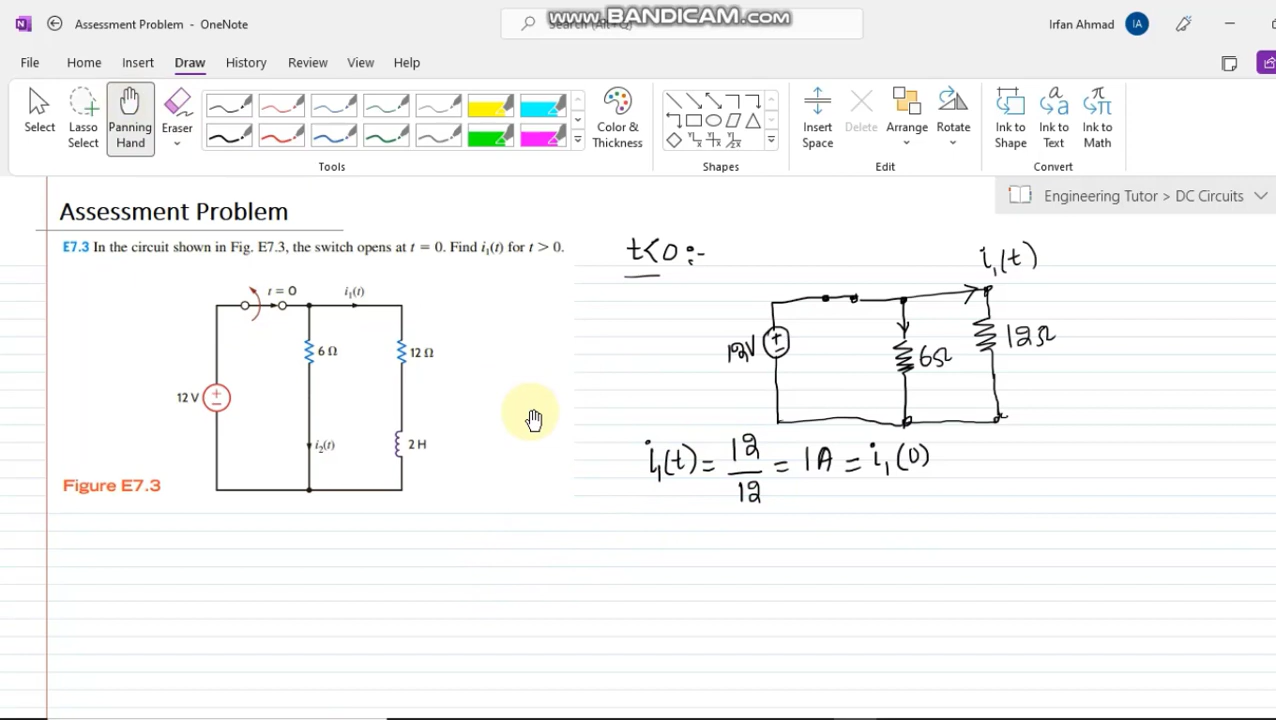 www.BANDICAM.com
Assessment Problem - OneNote
Search (Alt+Q)
Irfan Ahmad
IA
File Home Insert Draw History Review View Help
Select
Lasso Select
Panning Hand
Eraser
Color & Thickness
Insert Space
Delete
Arrange
Rotate
Ink to Shape
Ink to Text
Ink to Math
Tools
Shapes
Edit
Convert
Engineering Tutor > DC Circuits
Assessment Problem
E7.3 In the circuit shown in Fig. E7.3, the switch opens at t = 0. Find i₁(t) for t > 0.
t = 0
i₁(t)
6 Ω
12 Ω
12 V
+
−
i₂(t)
2 H
Figure E7.3
t<0 :-
i₁(t)
12V
+
−
6Ω
12Ω
i₁(t) = 12/12 = 1A = i₁(0)